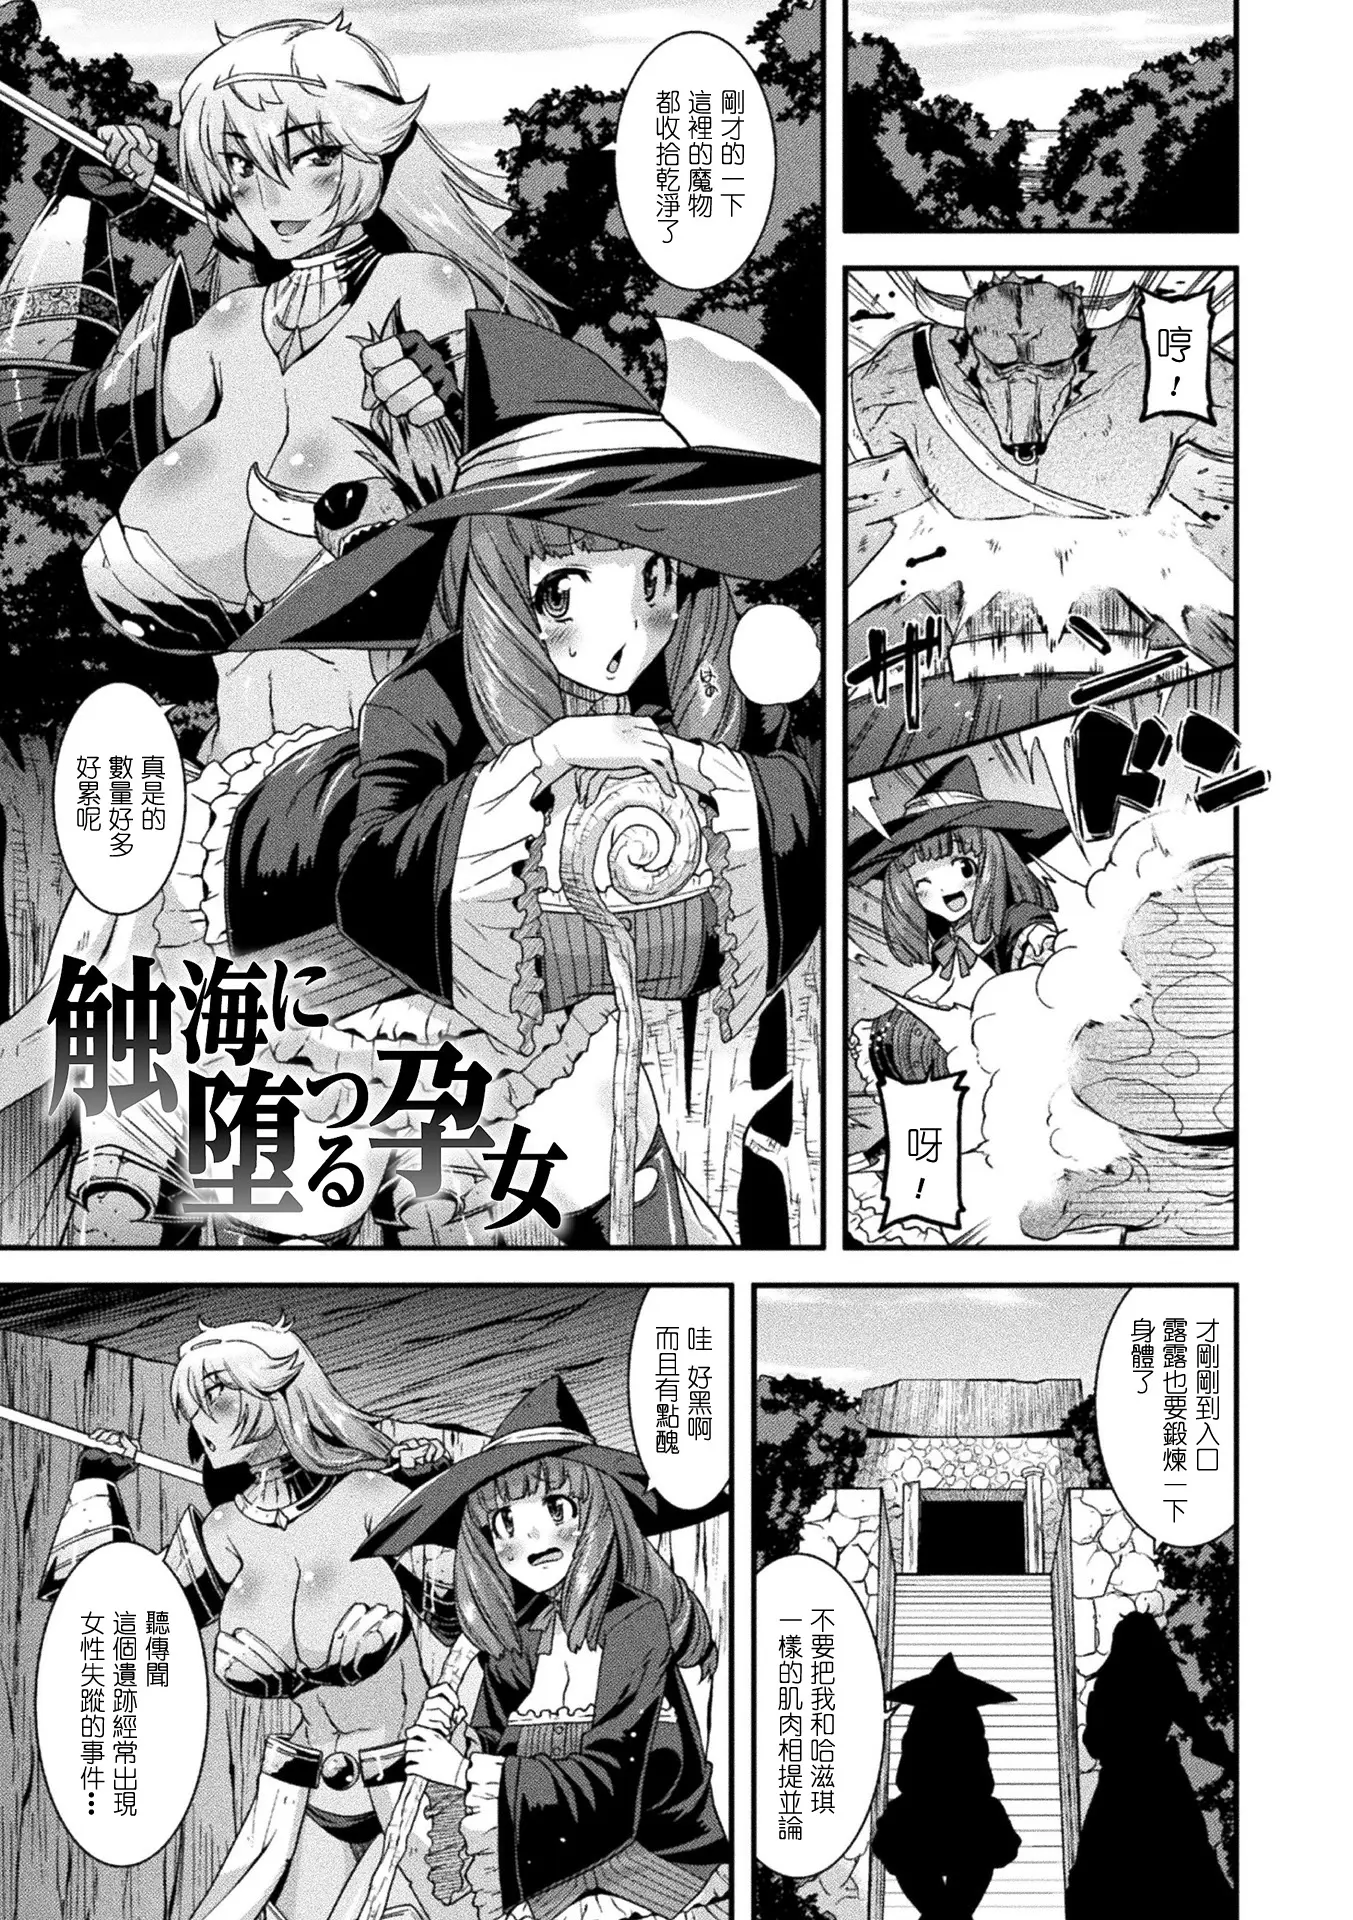 哼！
ザッ
ドドン
呀！
剛才的一下
這裡的魔物
都收拾乾淨了
はぁ
真是的
數量好多
好累呢
触海に
堕つる孕女
才剛剛到入口
露露也要鍛煉一下
身體了
不要把我和哈滋琪
一樣的肌肉相提並論
哇 好黑啊
而且有點醜
聽傳聞
這個遺跡經常出現
女性失蹤的事件…